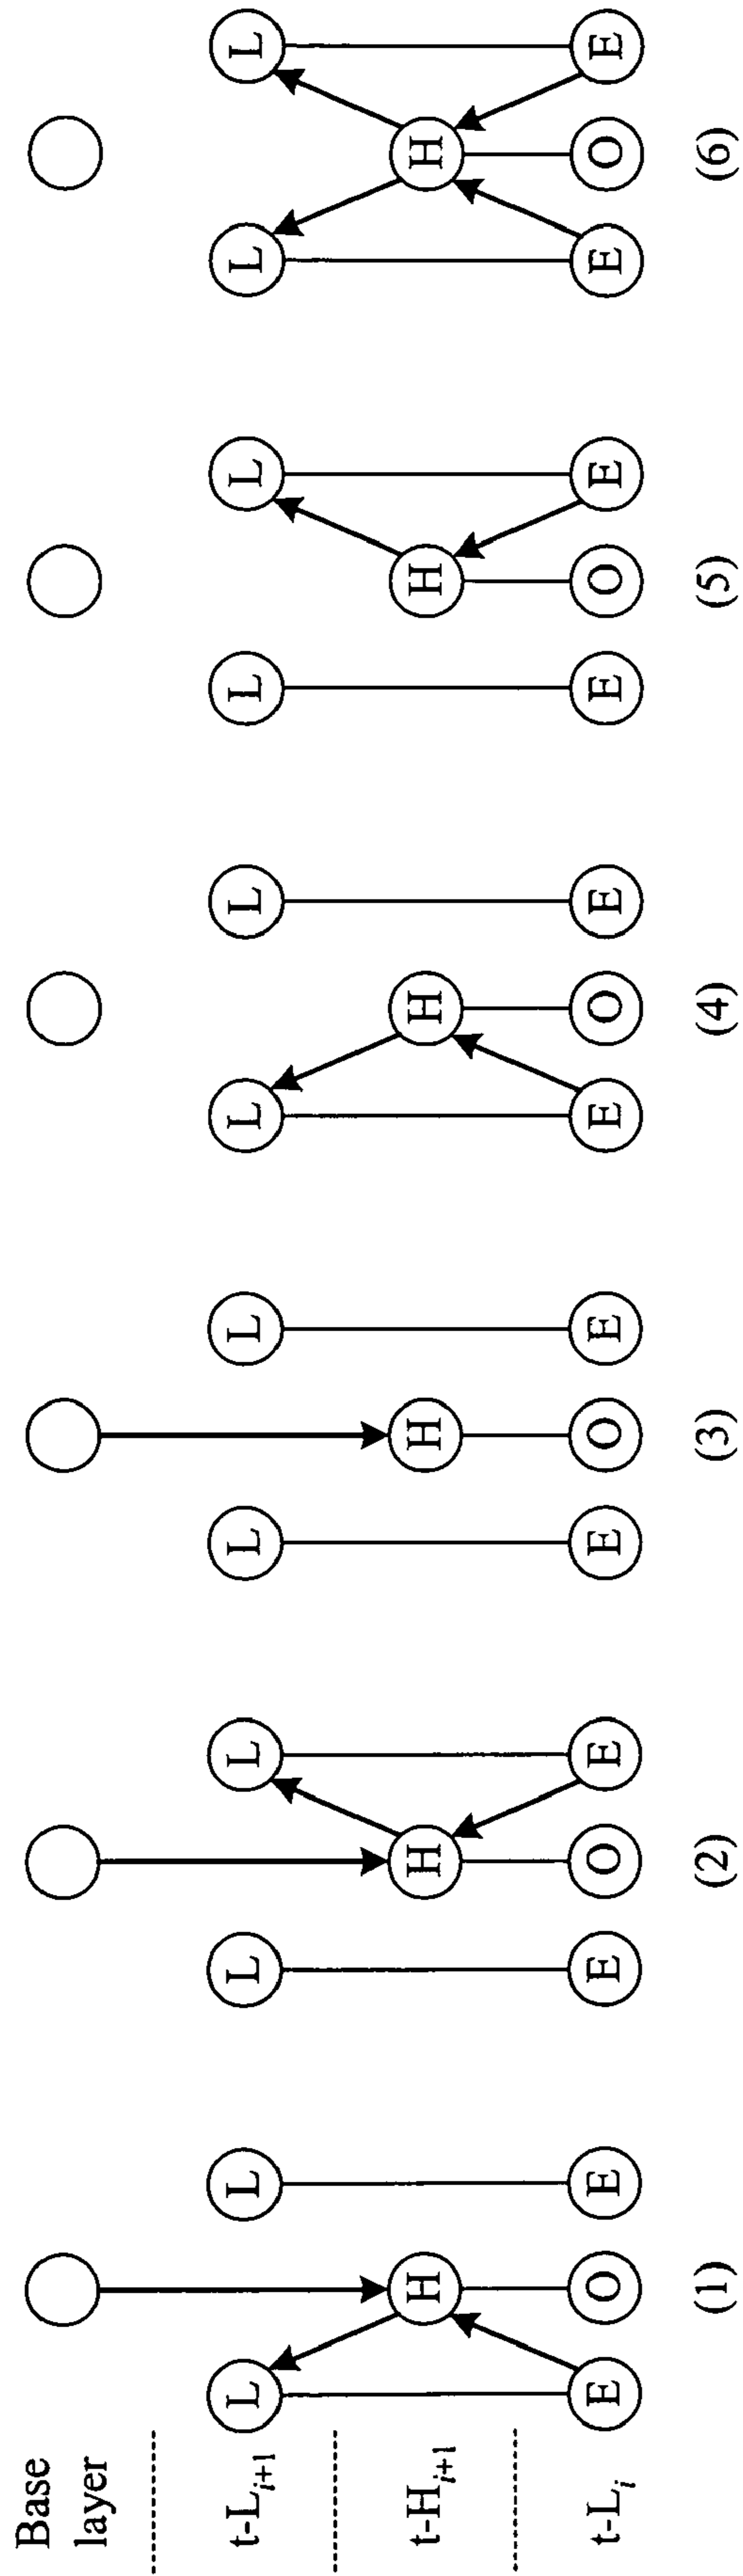 Base
layer
t-L_{i+1} L L L L L L L L L L L L
t-H_{i+1} H H H H H H
t-L_i E O E E O E E O E E O E E O E E O E
(1) (2) (3) (4) (5) (6)